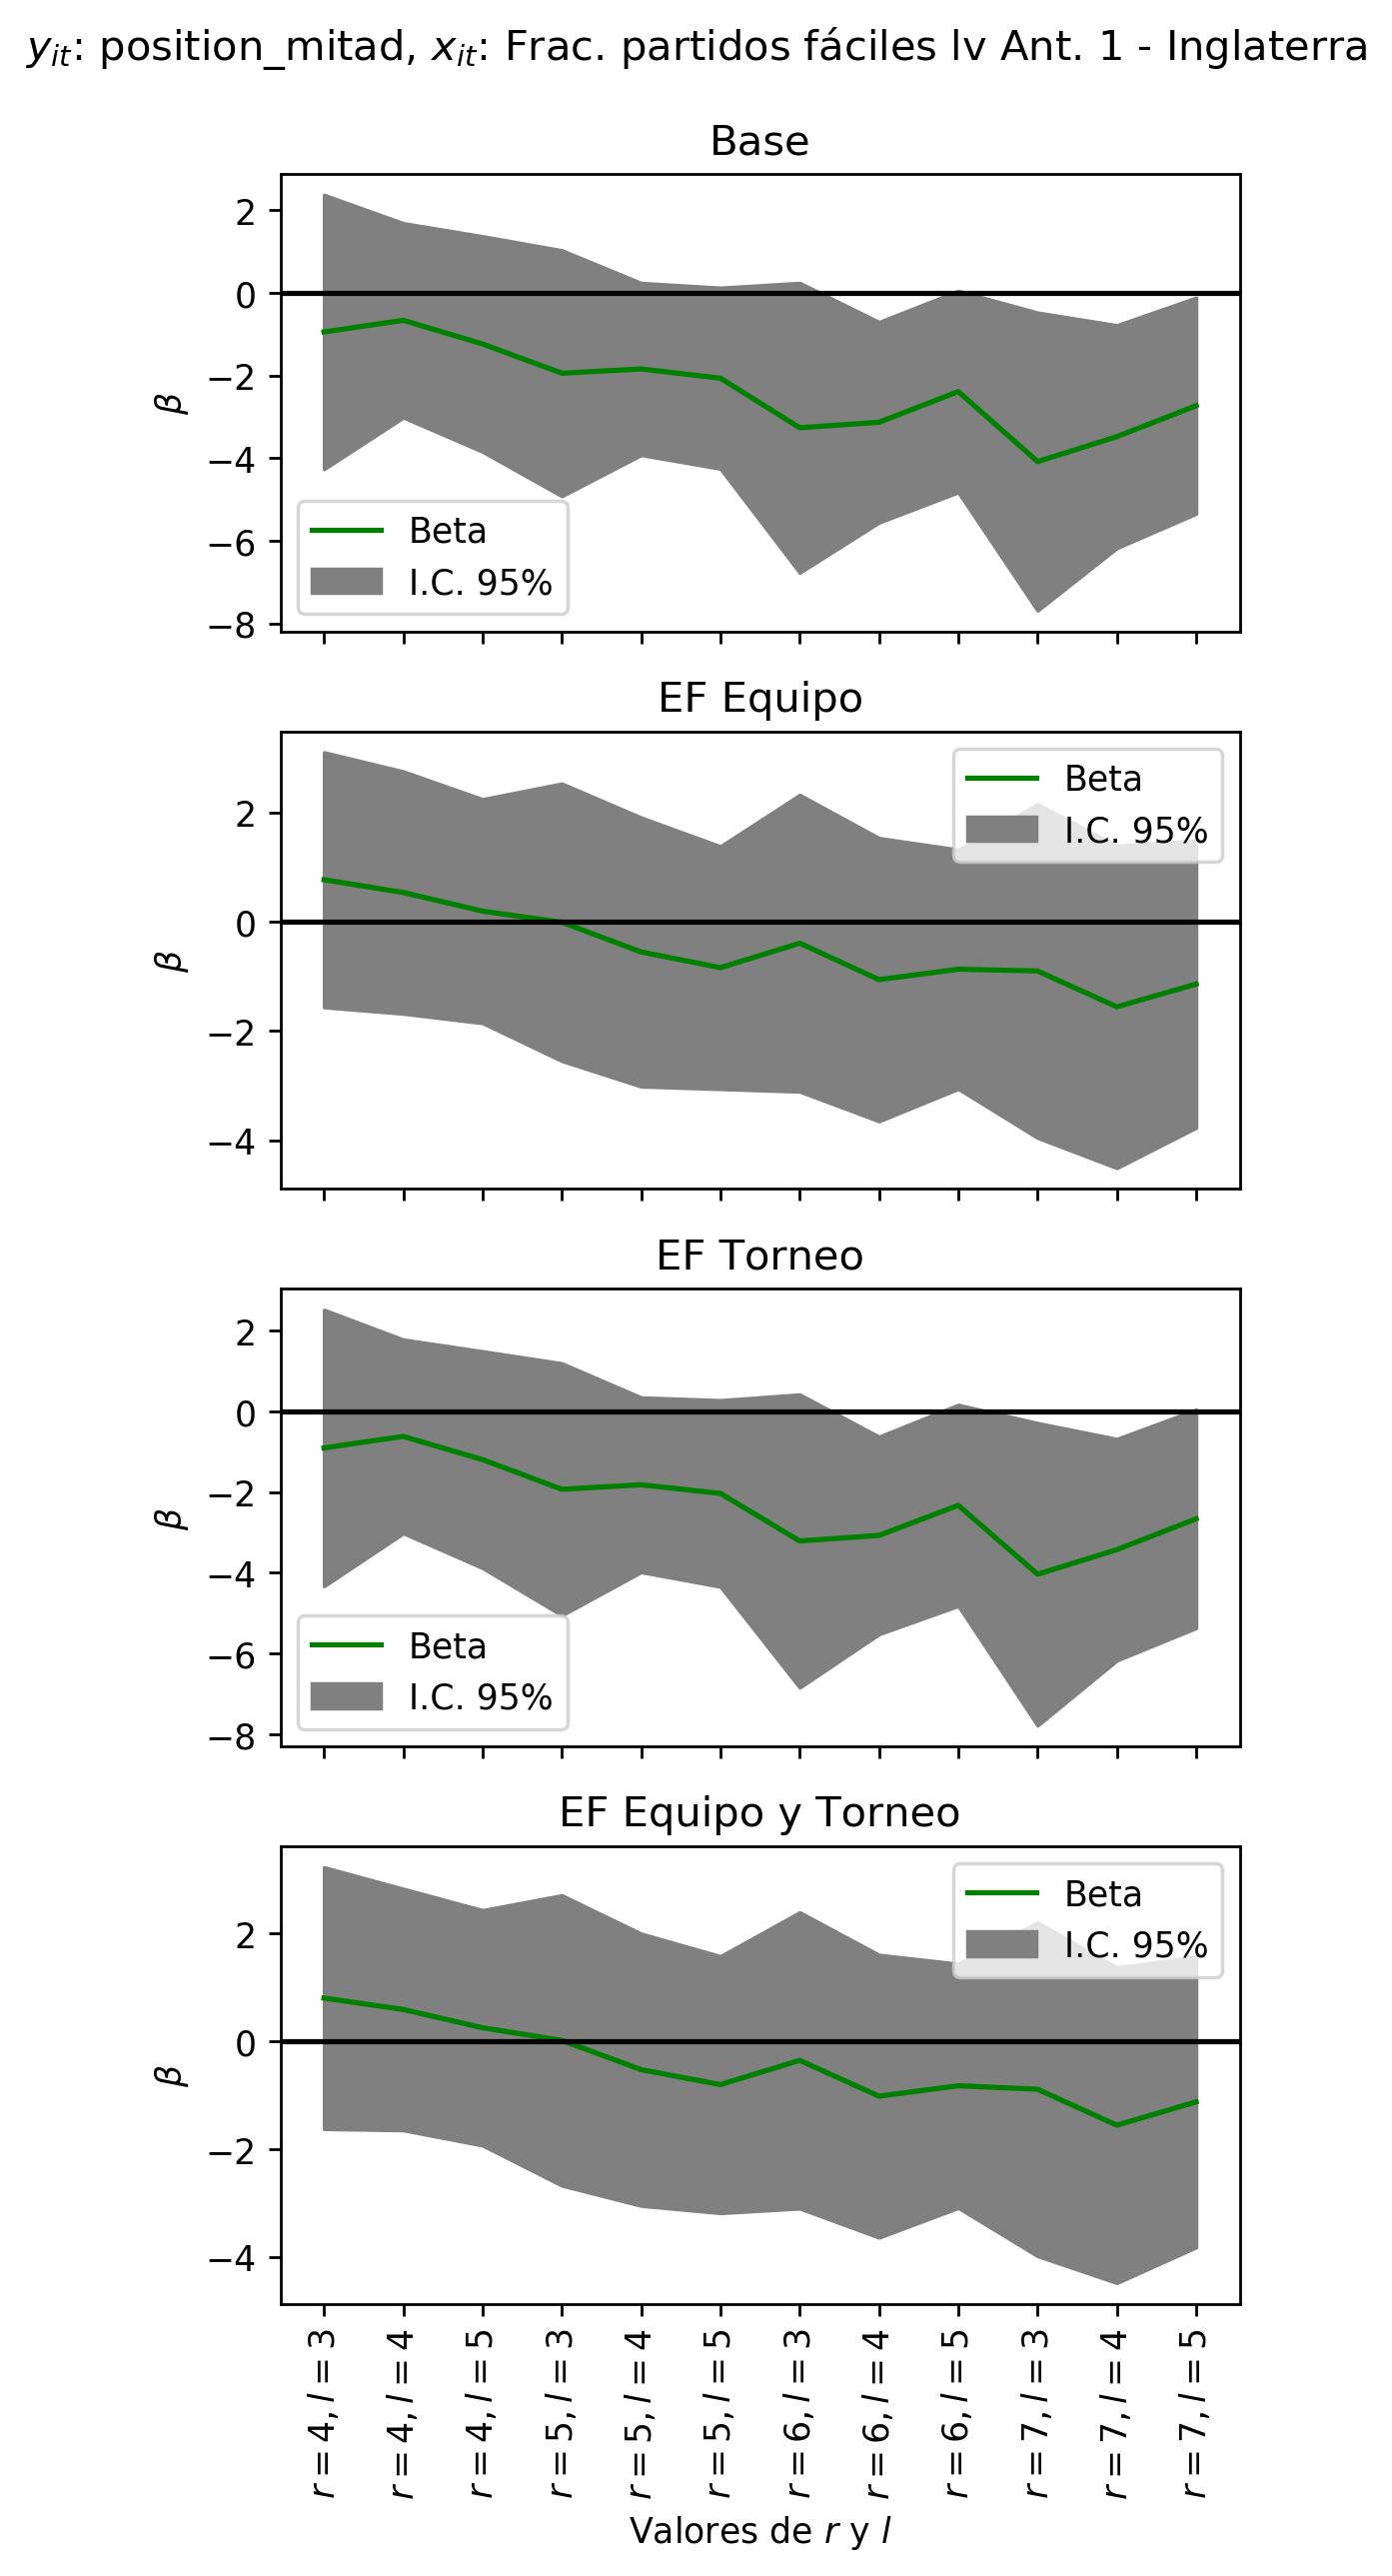 y_it: position_mitad, x_it: Frac. partidos fáciles lv Ant. 1 - Inglaterra
Base
2
0
−2
−4
−6
−8
β
Beta
I.C. 95%
EF Equipo
2
0
−2
−4
β
Beta
I.C. 95%
EF Torneo
2
0
−2
−4
−6
−8
β
Beta
I.C. 95%
EF Equipo y Torneo
2
0
−2
−4
β
Beta
I.C. 95%
r = 4, l = 3
r = 4, l = 4
r = 4, l = 5
r = 5, l = 3
r = 5, l = 4
r = 5, l = 5
r = 6, l = 3
r = 6, l = 4
r = 6, l = 5
r = 7, l = 3
r = 7, l = 4
r = 7, l = 5
Valores de r y l